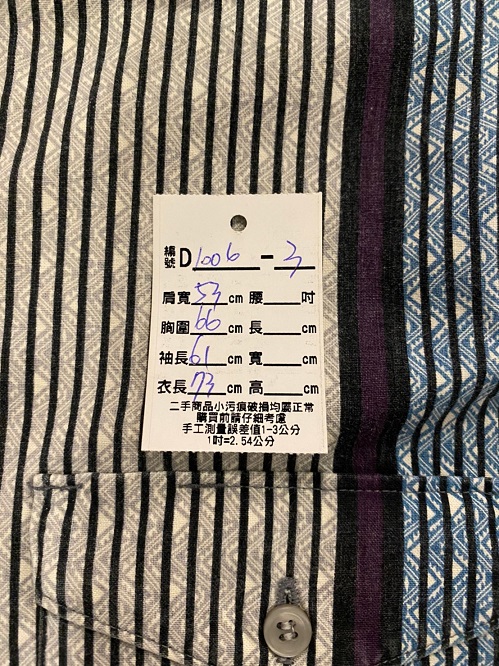 編號D 1006 - 3
肩寬 53 cm 腰 吋
胸圍 66 cm 長 cm
袖長 61 cm 寬 cm
衣長 73 cm 高 cm
二手商品小污痕破損均屬正常
購買前請仔細考慮
手工測量誤差值1-3公分
1吋=2.54公分